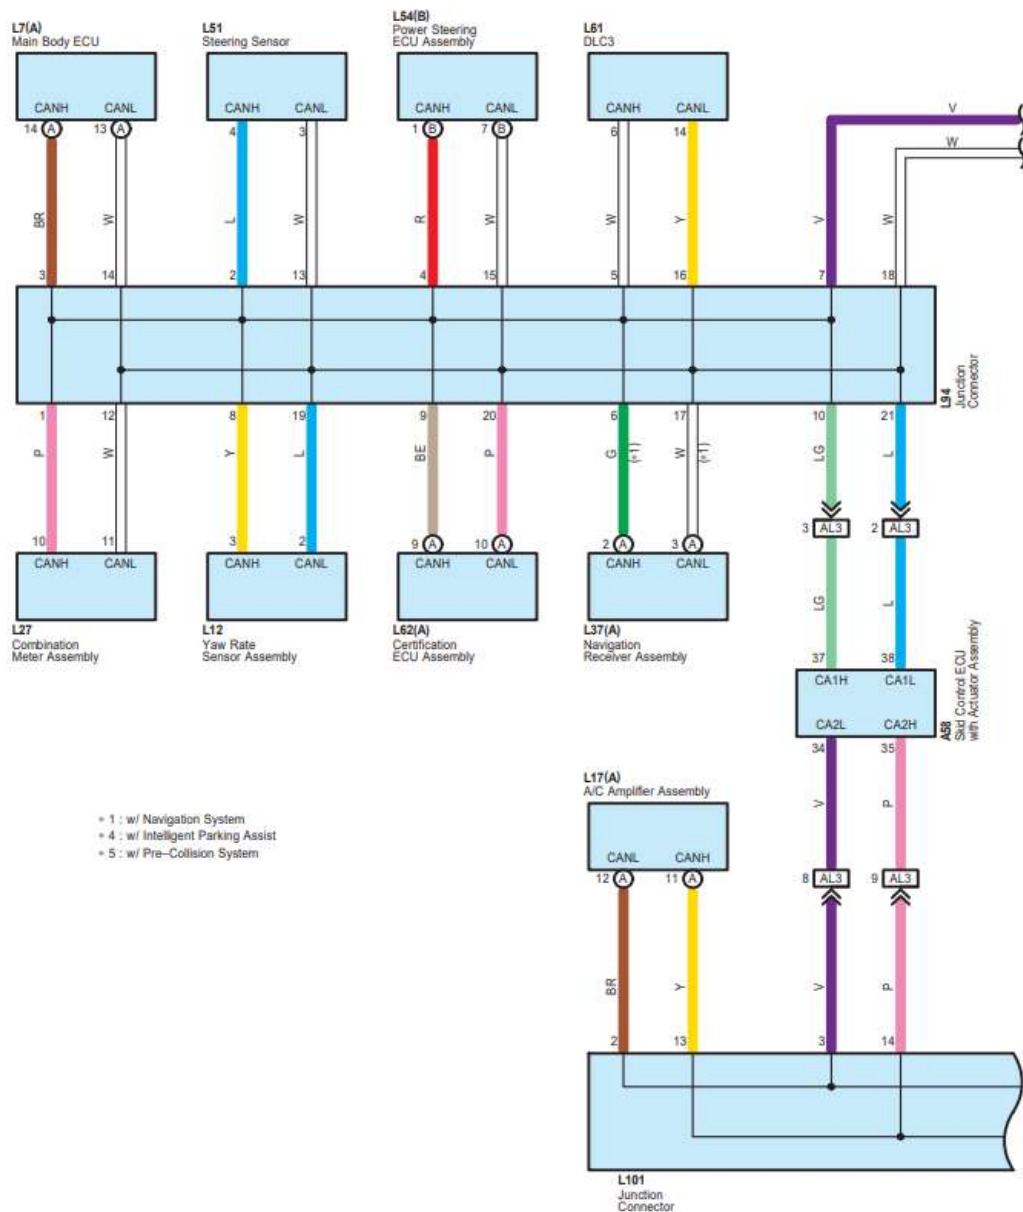 L7(A)
Main Body ECU
L51
Steering Sensor
L54(B)
Power Steering
ECU Assembly
L61
DLC3
CANH CANL
CANH CANL
CANH CANL
CANH CANL
14 A 13 A
4 3
1 B 7 B
6 14
V
W
BR W L W R W W Y V W
3 14 2 13 4 15 5 16 7 18
L94
Junction
Connector
1 12 8 19 9 20 6 17 10 21
P W Y L BE P G (*1) W (*1) LG L
3 AL3 2 AL3
10 11 3 2 9 A 10 A 2 A 3 A
CANH CANL
CANH CANL
CANH CANL
CANH CANL
L27
Combination
Meter Assembly
L12
Yaw Rate
Sensor Assembly
L62(A)
Certification
ECU Assembly
L37(A)
Navigation
Receiver Assembly
LG L
37 38
CA1H CA1L
CA2L CA2H
A58
Skid Control ECU
with Actuator Assembly
34 35
V P
L17(A)
A/C Amplifier Assembly
CANL CANH
12 A 11 A
8 AL3 9 AL3
* 1 : w/ Navigation System
* 4 : w/ Intelligent Parking Assist
* 5 : w/ Pre–Collision System
BR Y V P
2 13 3 14
L101
Junction
Connector